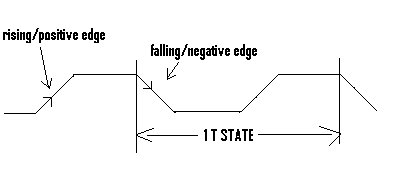 rising/positive edge
falling/negative edge
1 T STATE